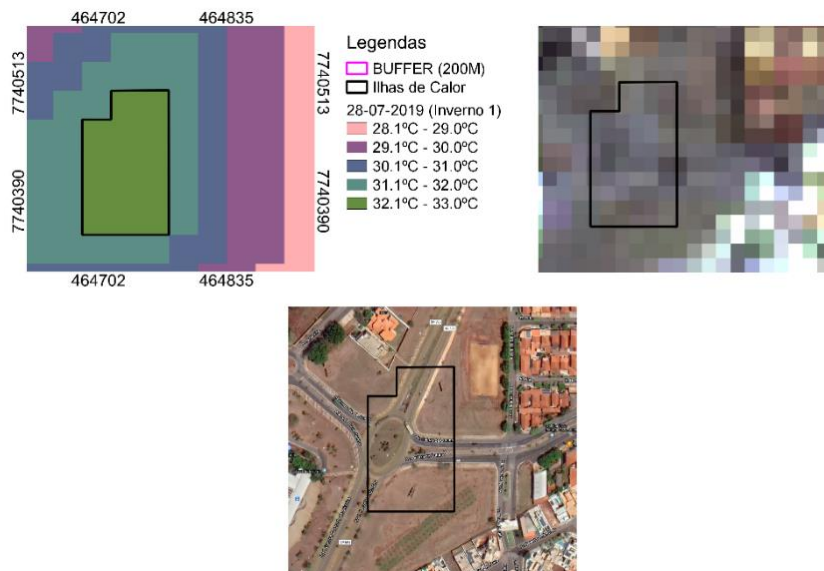 464702
464835
7740513
7740390
7740513
7740390
464702
464835
Legendas
BUFFER (200M)
Ilhas de Calor
28-07-2019 (Inverno 1)
28.1ºC - 29.0ºC
29.1ºC - 30.0ºC
30.1ºC - 31.0ºC
31.1ºC - 32.0ºC
32.1ºC - 33.0ºC